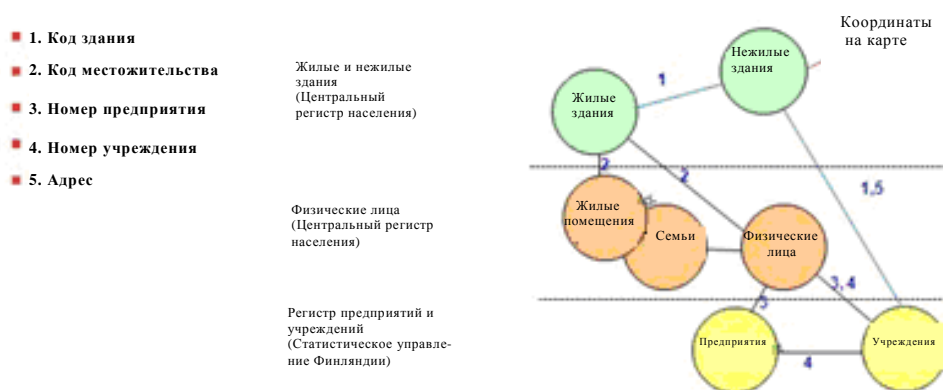 1. Код здания
2. Код местожительства
3. Номер предприятия
4. Номер учреждения
5. Адрес
Жилые и нежилые
здания
(Центральный
регистр населения)
Физические лица
(Центральный регистр
населения)
Регистр предприятий и
учреждений
(Статистическое управле-
ние Финляндии)
Координаты
на карте
Нежилые
здания
1
Жилые
здания
2
2
1,5
Жилые
помещения
Семьи
Физические
лица
3
3, 4
Предприятия
4
Учреждения